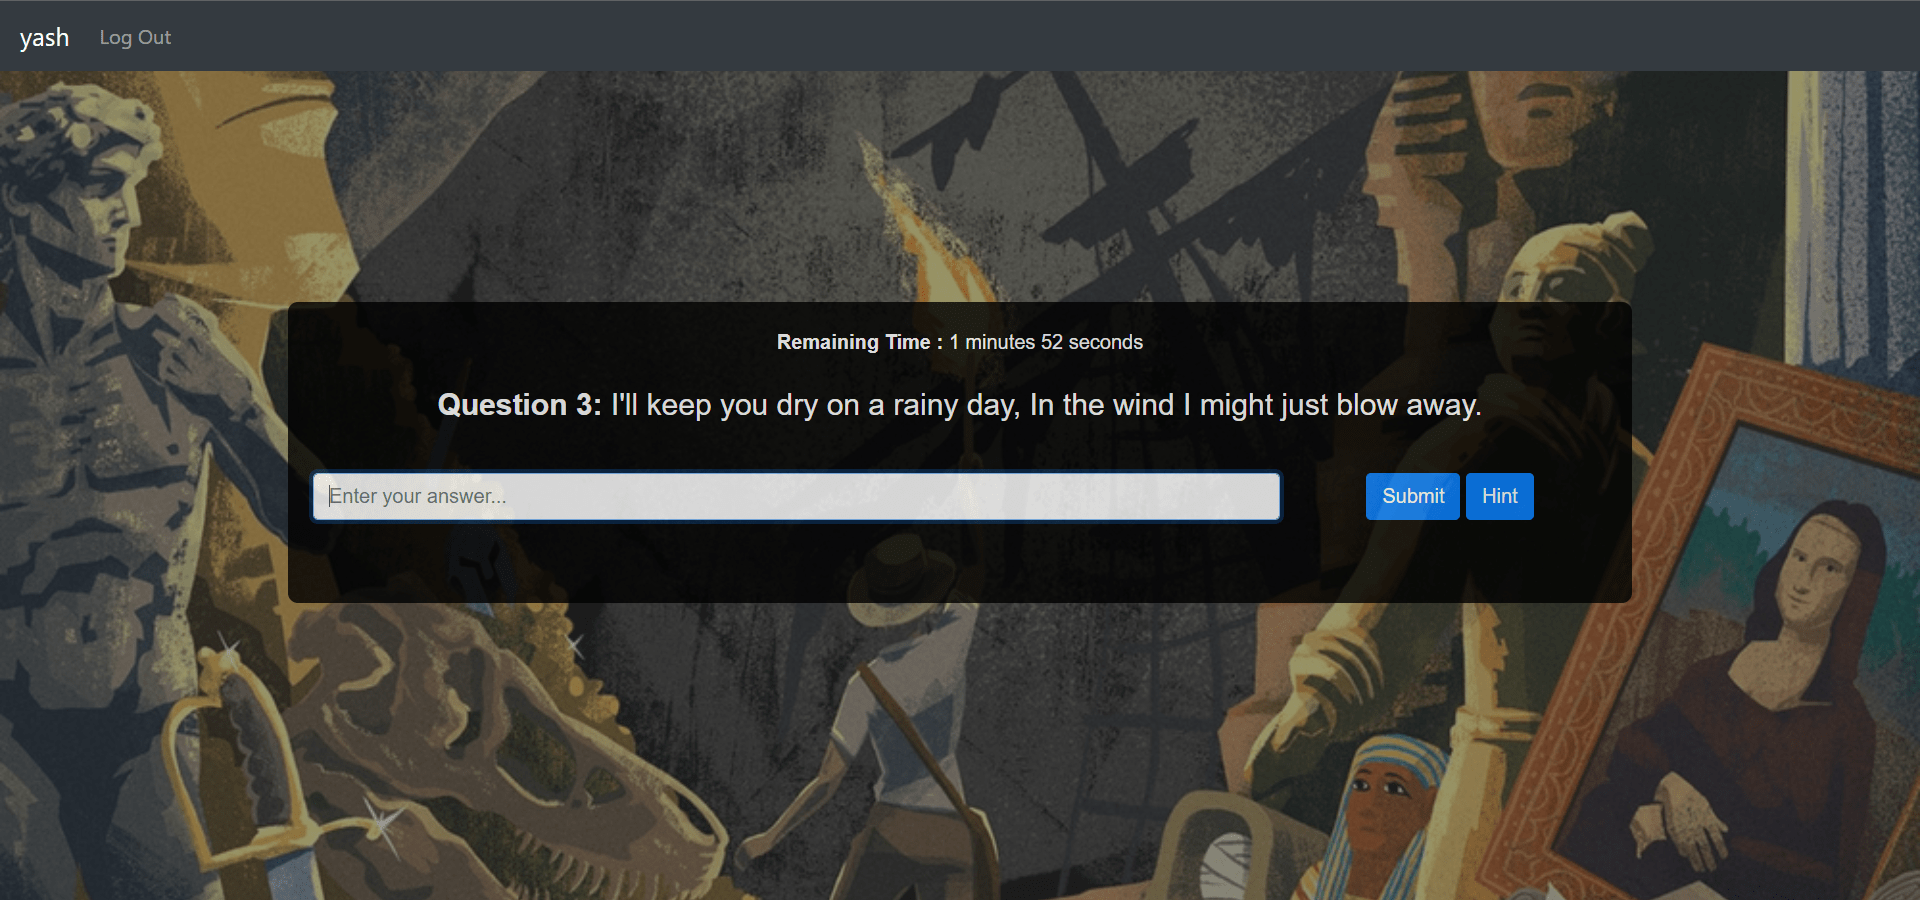 yash Log Out
Remaining Time : 1 minutes 52 seconds
Question 3: I'll keep you dry on a rainy day, In the wind I might just blow away.
Enter your answer... Submit Hint